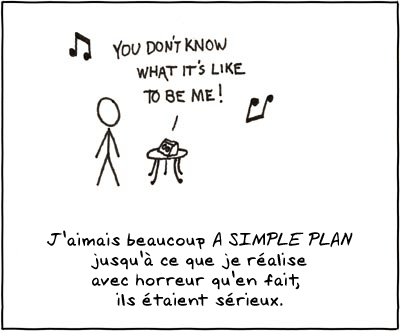 YOU DON'T KNOW
WHAT IT'S LIKE
TO BE ME!
J'aimais beaucoup A SIMPLE PLAN
jusqu'à ce que je réalise
avec horreur qu'en fait,
ils étaient sérieux.